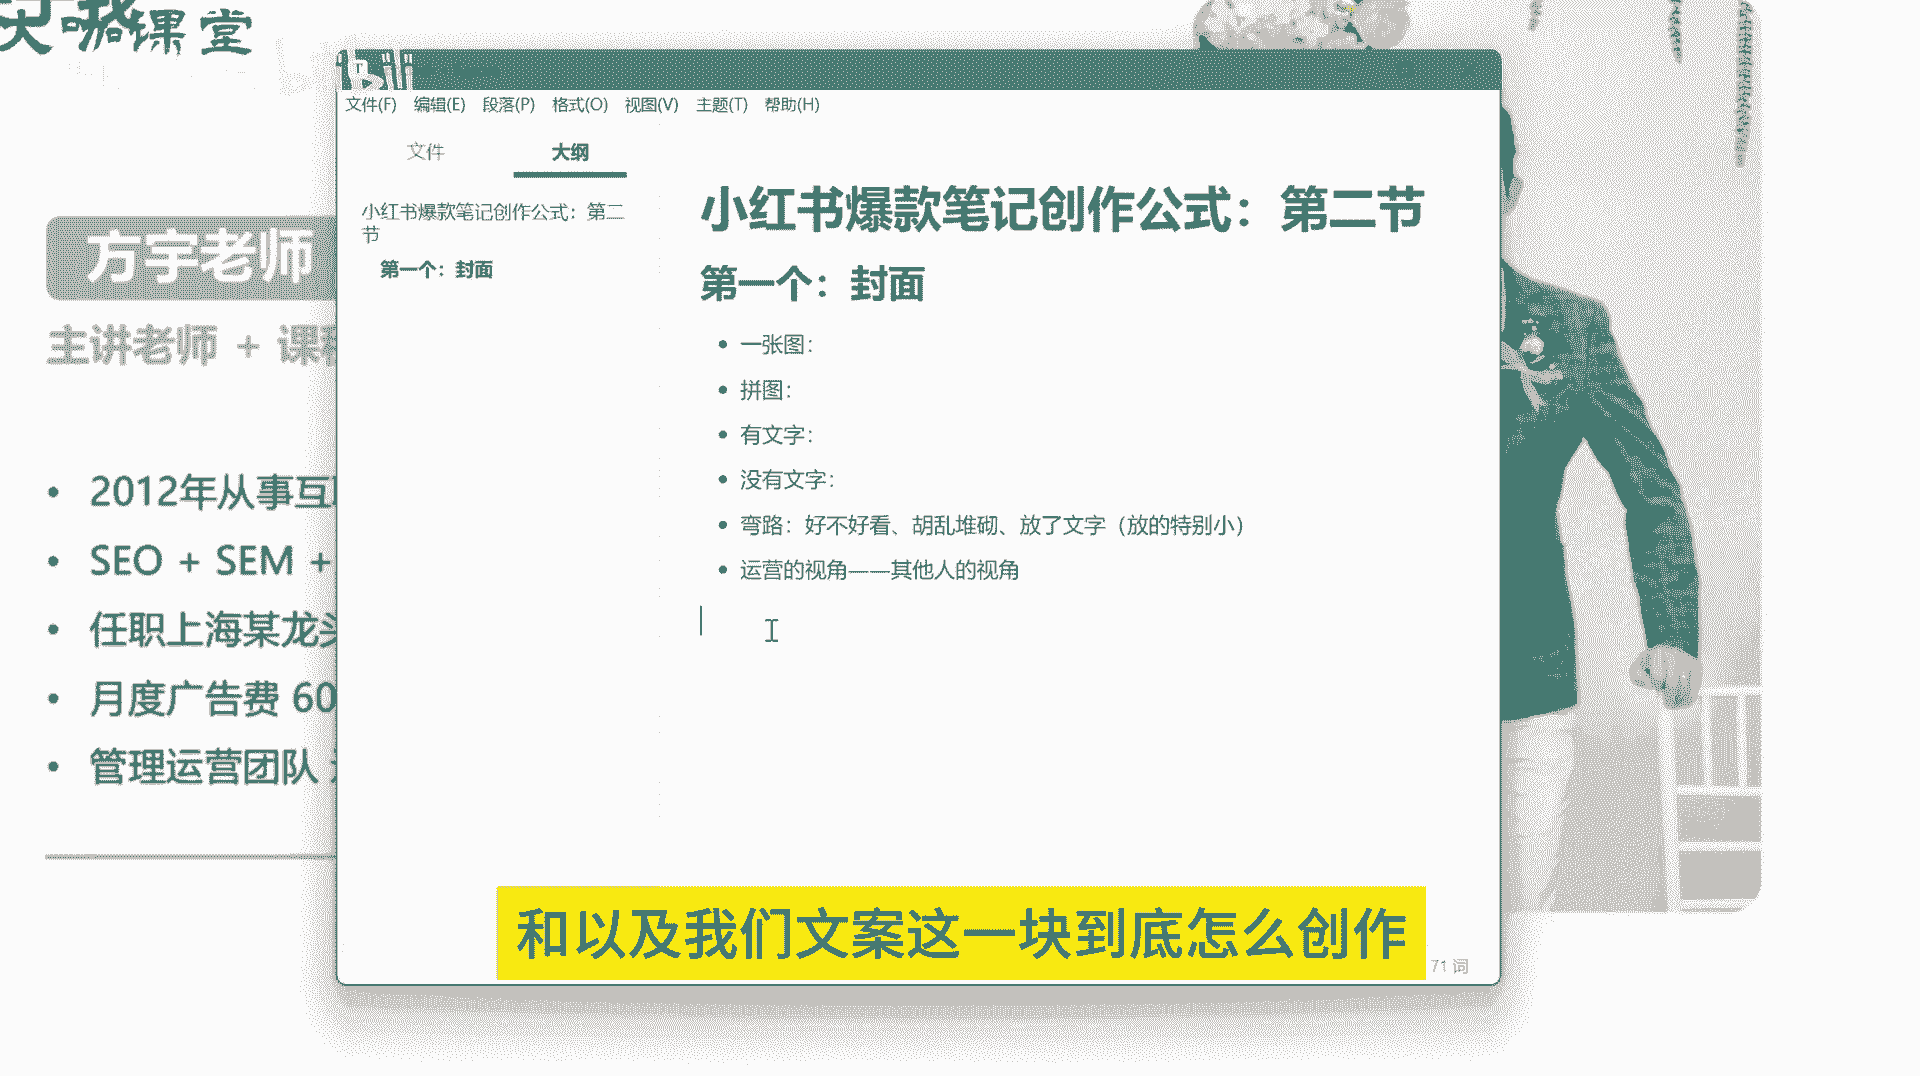 大咖课堂
bili
文件(F) 编辑(E) 段落(P) 格式(O) 视图(V) 主题(T) 帮助(H)
文件 大纲
小红书爆款笔记创作公式：第二
节
第一个：封面
小红书爆款笔记创作公式：第二节
第一个：封面
• 一张图：
• 拼图：
• 有文字：
• 没有文字：
• 弯路：好不好看、胡乱堆砌、放了文字（放的特别小）
• 运营的视角——其他人的视角
方宇老师
主讲老师 + 课
• 2012年从事互
• SEO + SEM +
• 任职上海某龙头
• 月度广告费 60
• 管理运营团队
和以及我们文案这一块到底怎么创作
71 词